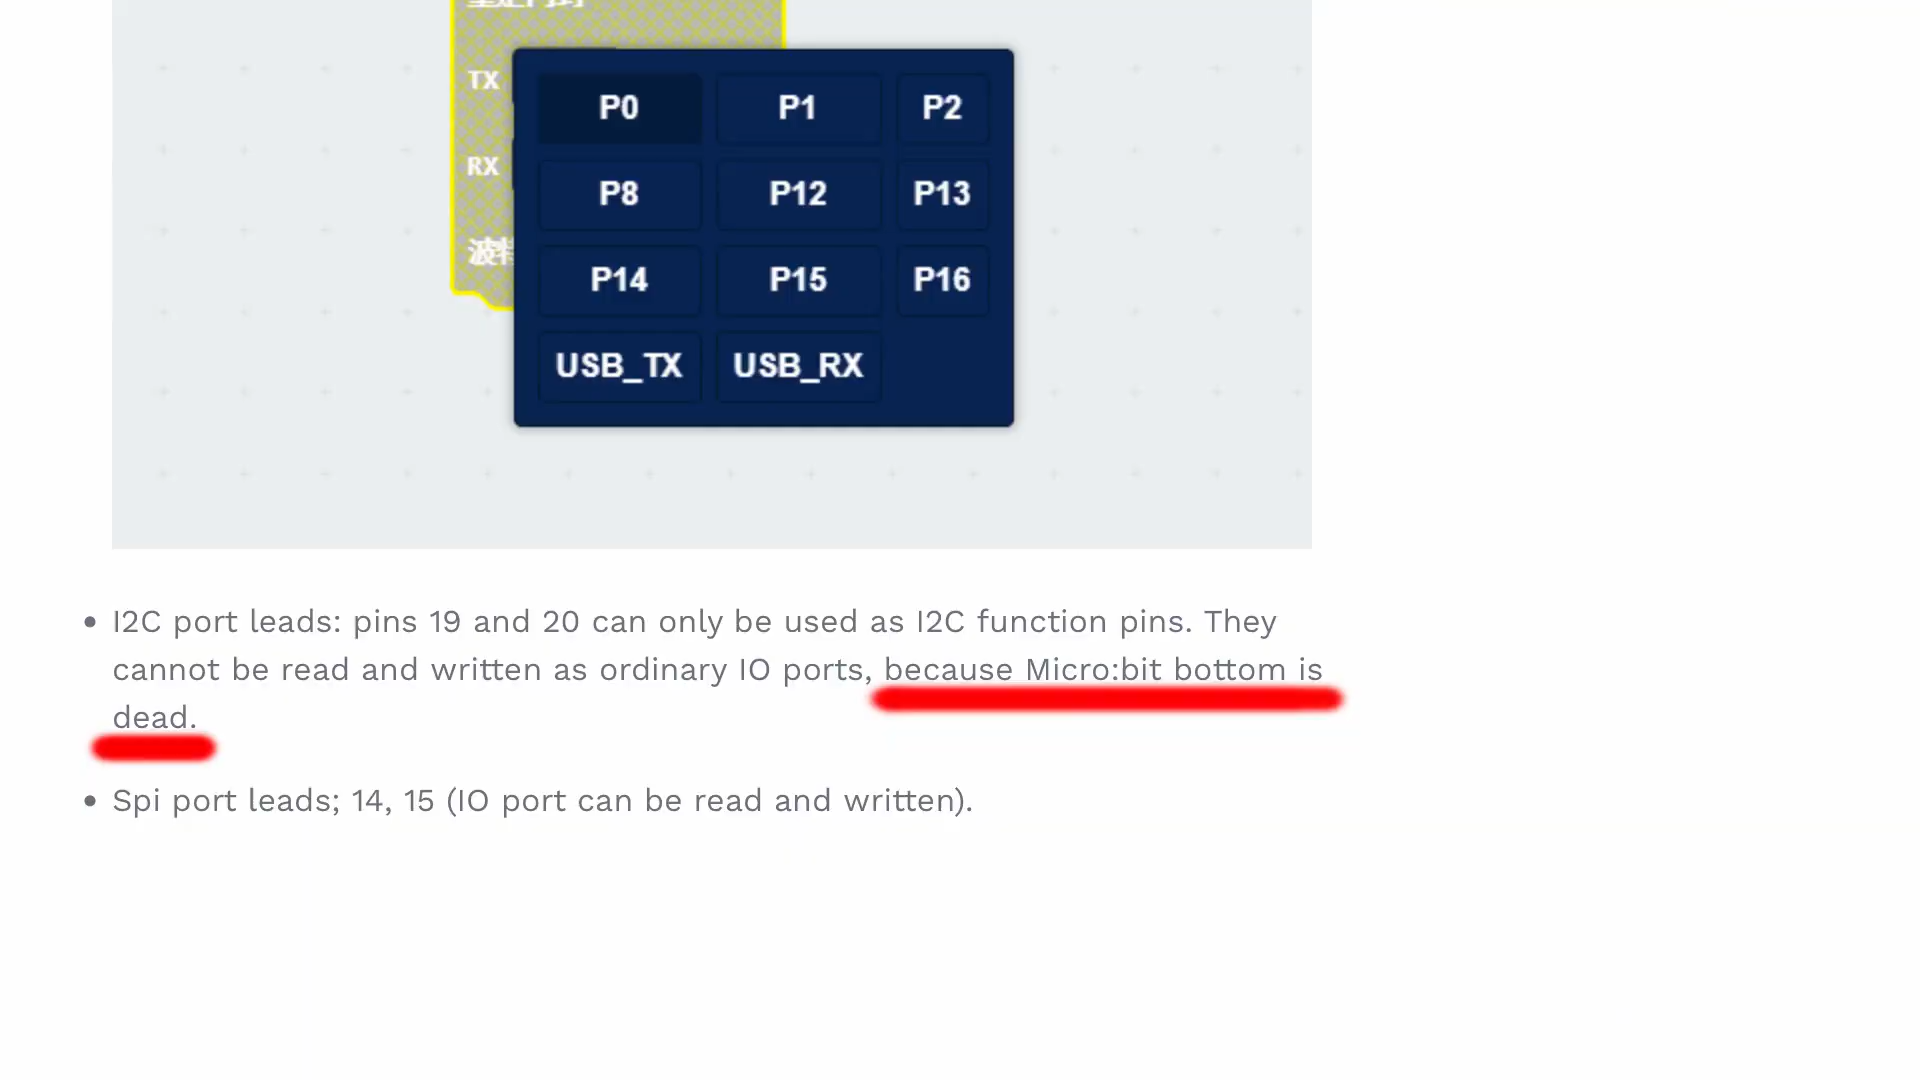 TX
P0 P1 P2
RX
P8 P12 P13
P14 P15 P16
USB_TX USB_RX
• I2C port leads: pins 19 and 20 can only be used as I2C function pins. They
cannot be read and written as ordinary IO ports, because Micro:bit bottom is
dead.
• Spi port leads; 14, 15 (IO port can be read and written).